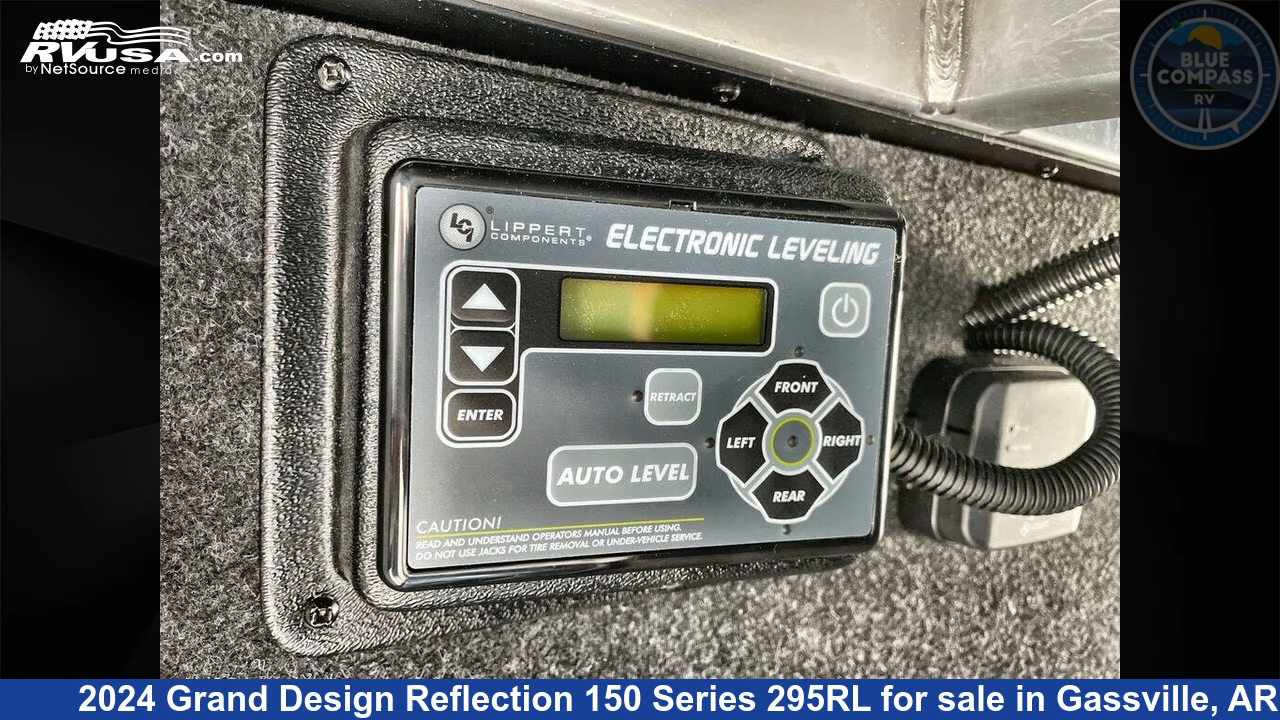 RVUSA.com
by NetSource media
BLUE
COMPASS
RV
LCI
LIPPERT
COMPONENTS®
ELECTRONIC LEVELING
RETRACT
ENTER
FRONT
LEFT
RIGHT
REAR
AUTO LEVEL
CAUTION!
READ AND UNDERSTAND OPERATORS MANUAL BEFORE USING.
DO NOT USE JACKS FOR TIRE REMOVAL OR UNDER-VEHICLE SERVICE.
2024 Grand Design Reflection 150 Series 295RL for sale in Gassville, AR